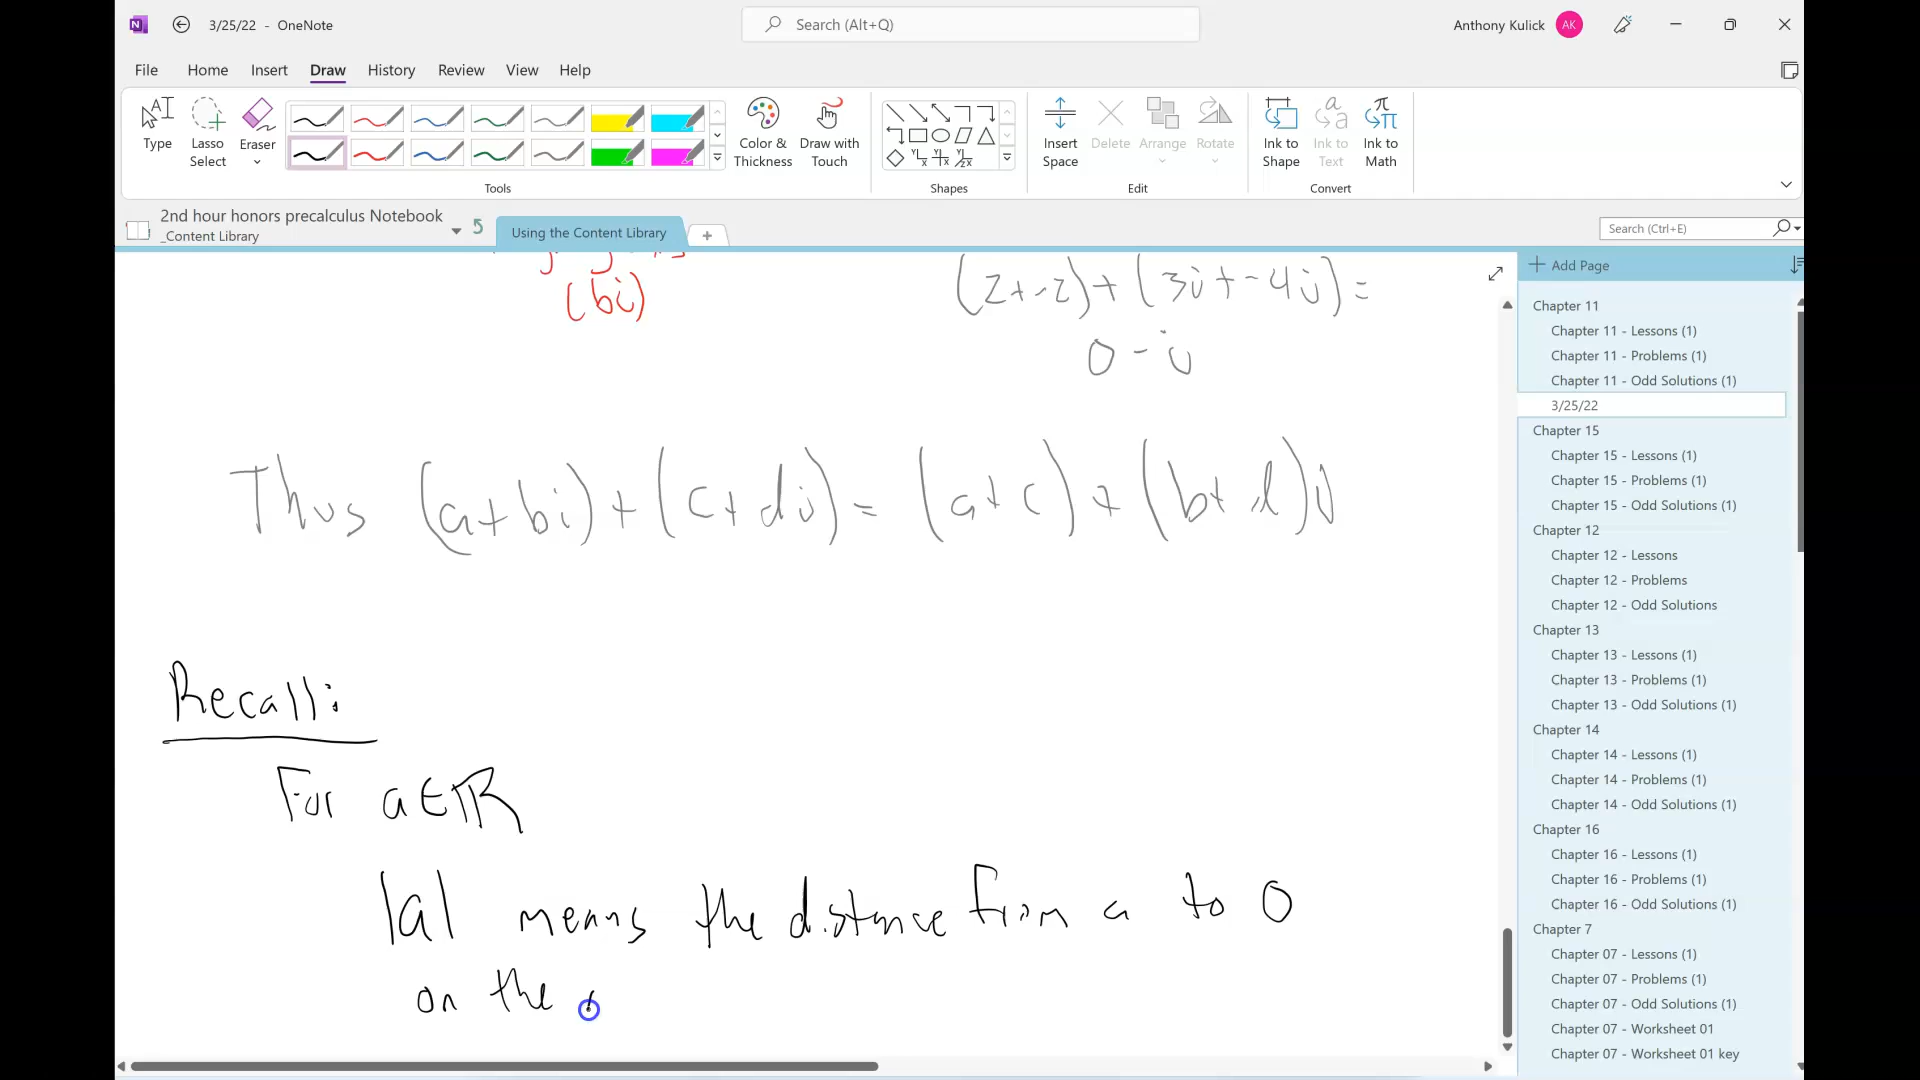 3/25/22 - OneNote
Search (Alt+Q)
Anthony Kulick AK
File Home Insert Draw History Review View Help
Type
Lasso Select
Eraser
Color & Thickness
Draw with Touch
Insert Space
Delete
Arrange
Rotate
Ink to Shape
Ink to Text
Ink to Math
Tools
Shapes
Edit
Convert
2nd hour honors precalculus Notebook
_Content Library
Using the Content Library
Search (Ctrl+E)
(bi)
(2+-2)+(3i+-4i)=
0-i
Thus (a+bi)+(c+di)=(a+c)+(b+d)i
Recall:
For a∈ℝ
|a| means the distance from a to 0
on the
Add Page
Chapter 11
Chapter 11 - Lessons (1)
Chapter 11 - Problems (1)
Chapter 11 - Odd Solutions (1)
3/25/22
Chapter 15
Chapter 15 - Lessons (1)
Chapter 15 - Problems (1)
Chapter 15 - Odd Solutions (1)
Chapter 12
Chapter 12 - Lessons
Chapter 12 - Problems
Chapter 12 - Odd Solutions
Chapter 13
Chapter 13 - Lessons (1)
Chapter 13 - Problems (1)
Chapter 13 - Odd Solutions (1)
Chapter 14
Chapter 14 - Lessons (1)
Chapter 14 - Problems (1)
Chapter 14 - Odd Solutions (1)
Chapter 16
Chapter 16 - Lessons (1)
Chapter 16 - Problems (1)
Chapter 16 - Odd Solutions (1)
Chapter 7
Chapter 07 - Lessons (1)
Chapter 07 - Problems (1)
Chapter 07 - Odd Solutions (1)
Chapter 07 - Worksheet 01
Chapter 07 - Worksheet 01 key